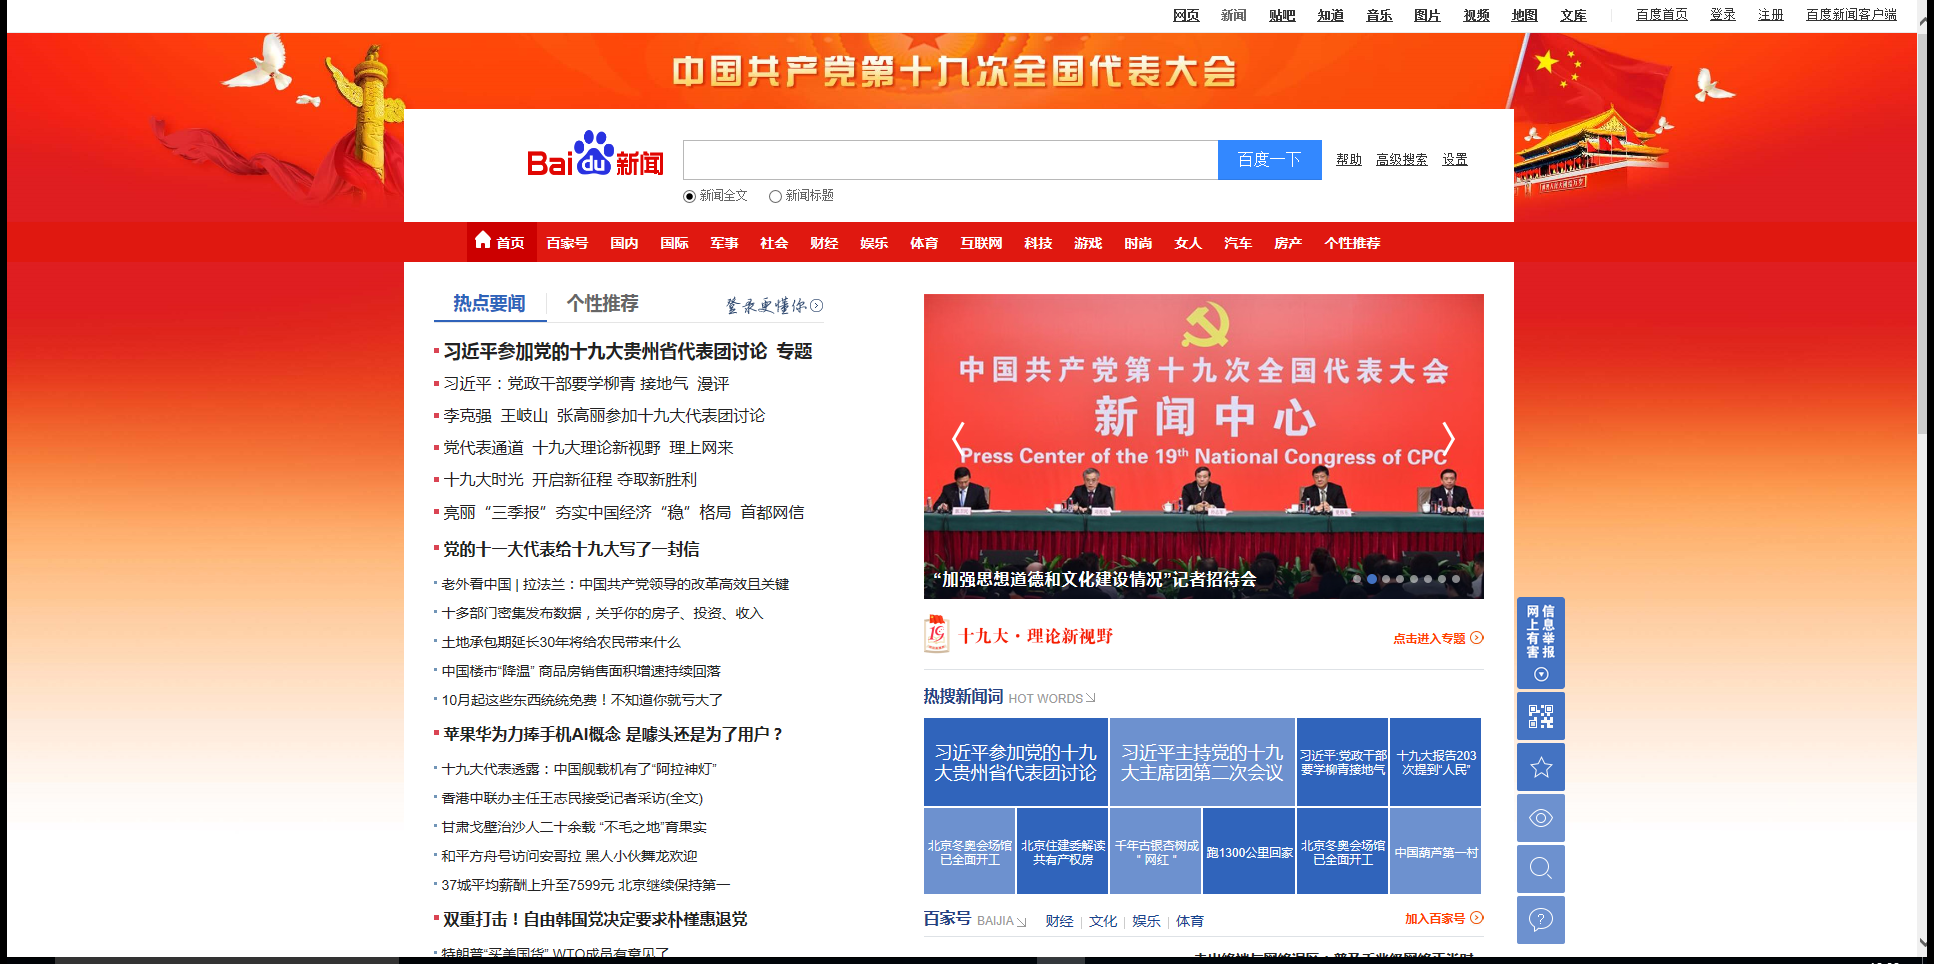 网页 新闻 贴吧 知道 音乐 图片 视频 地图 文库 百度首页 登录 注册 百度新闻客户端
中国共产党第十九次全国代表大会
Bai du 新闻
百度一下 帮助 高级搜索 设置
新闻全文 新闻标题
首页 百家号 国内 国际 军事 社会 财经 娱乐 体育 互联网 科技 游戏 时尚 女人 汽车 房产 个性推荐
热点要闻 个性推荐 登录更懂你
习近平参加党的十九大贵州省代表团讨论 专题
习近平：党政干部要学柳青 接地气 漫评
李克强 王岐山 张高丽参加十九大代表团讨论
党代表通道 十九大理论新视野 理上网来
十九大时光 开启新征程 夺取新胜利
亮丽“三季报”夯实中国经济“稳”格局 首都网信
党的十一大代表给十九大写了一封信
老外看中国 | 拉法兰：中国共产党领导的改革高效且关键
十多部门密集发布数据，关乎你的房子、投资、收入
土地承包期延长30年将给农民带来什么
中国楼市“降温” 商品房销售面积增速持续回落
10月起这些东西统统免费！不知道你就亏大了
苹果华为力捧手机AI概念 是噱头还是为了用户？
十九大代表透露：中国舰载机有了“阿拉神灯”
香港中联办主任王志民接受记者采访(全文)
甘肃戈壁治沙人二十余载 “不毛之地”育果实
和平方舟号访问安哥拉 黑人小伙舞龙欢迎
37城平均薪酬上升至7599元 北京继续保持第一
双重打击！自由韩国党决定要求朴槿惠退党
特朗普“买美国货” WTO成员有意见了
中国共产党第十九次全国代表大会
新闻中心
Press Center of the 19th National Congress of CPC
“加强思想道德和文化建设情况”记者招待会
19 十九大·理论新视野 点击进入专题
热搜新闻词 HOT WORDS
习近平参加党的十九
大贵州省代表团讨论
习近平主持党的十九
大主席团第二次会议
习近平:党政干部
要学柳青接地气
十九大报告203
次提到“人民”
北京冬奥会场馆
已全面开工
北京住建委解读
共有产权房
千年古银杏树成
“ 网红 ”
跑1300公里回家
北京冬奥会场馆
已全面开工
中国葫芦第一村
百家号 BAIJIA 财经 文化 娱乐 体育 加入百家号
网上有害
信息举报